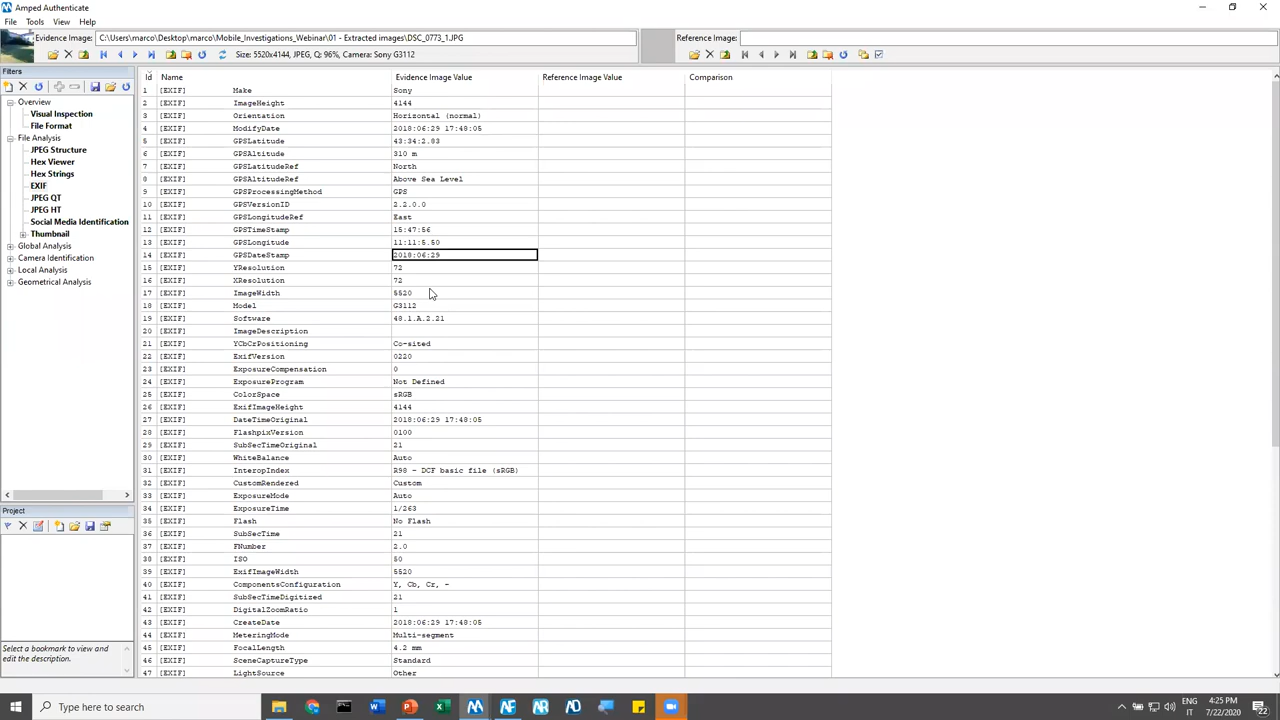 Amped Authenticate
File Tools View Help
Evidence Image: C:\Users\marco\Desktop\marco\Mobile_Investigations_Webinar\01 - Extracted images\DSC_0773_1.JPG Reference Image:
Size: 5520x4144, JPEG, Q: 96%, Camera: Sony G3112
Filters
Overview
Visual Inspection
File Format
File Analysis
JPEG Structure
Hex Viewer
Hex Strings
EXIF
JPEG QT
JPEG HT
Social Media Identification
Thumbnail
Global Analysis
Camera Identification
Local Analysis
Geometrical Analysis
Project
Select a bookmark to view and
edit the description.
Id Name Evidence Image Value Reference Image Value Comparison
1 [EXIF] Make Sony
2 [EXIF] ImageHeight 4144
3 [EXIF] Orientation Horizontal (normal)
4 [EXIF] ModifyDate 2018:06:29 17:48:05
5 [EXIF] GPSLatitude 43:34:2.83
6 [EXIF] GPSAltitude 310 m
7 [EXIF] GPSLatitudeRef North
8 [EXIF] GPSAltitudeRef Above Sea Level
9 [EXIF] GPSProcessingMethod GPS
10 [EXIF] GPSVersionID 2.2.0.0
11 [EXIF] GPSLongitudeRef East
12 [EXIF] GPSTimeStamp 15:47:56
13 [EXIF] GPSLongitude 11:11:5.50
14 [EXIF] GPSDateStamp 2018:06:29
15 [EXIF] YResolution 72
16 [EXIF] XResolution 72
17 [EXIF] ImageWidth 5520
18 [EXIF] Model G3112
19 [EXIF] Software 48.1.A.2.21
20 [EXIF] ImageDescription
21 [EXIF] YCbCrPositioning Co-sited
22 [EXIF] ExifVersion 0220
23 [EXIF] ExposureCompensation 0
24 [EXIF] ExposureProgram Not Defined
25 [EXIF] ColorSpace sRGB
26 [EXIF] ExifImageHeight 4144
27 [EXIF] DateTimeOriginal 2018:06:29 17:48:05
28 [EXIF] FlashpixVersion 0100
29 [EXIF] SubSecTimeOriginal 21
30 [EXIF] WhiteBalance Auto
31 [EXIF] InteropIndex R98 - DCF basic file (sRGB)
32 [EXIF] CustomRendered Custom
33 [EXIF] ExposureMode Auto
34 [EXIF] ExposureTime 1/263
35 [EXIF] Flash No Flash
36 [EXIF] SubSecTime 21
37 [EXIF] FNumber 2.0
38 [EXIF] ISO 50
39 [EXIF] ExifImageWidth 5520
40 [EXIF] ComponentsConfiguration Y, Cb, Cr, -
41 [EXIF] SubSecTimeDigitized 21
42 [EXIF] DigitalZoomRatio 1
43 [EXIF] CreateDate 2018:06:29 17:48:05
44 [EXIF] MeteringMode Multi-segment
45 [EXIF] FocalLength 4.2 mm
46 [EXIF] SceneCaptureType Standard
47 [EXIF] LightSource Other
Type here to search
ENG 4:25 PM
IT 7/22/2020
22